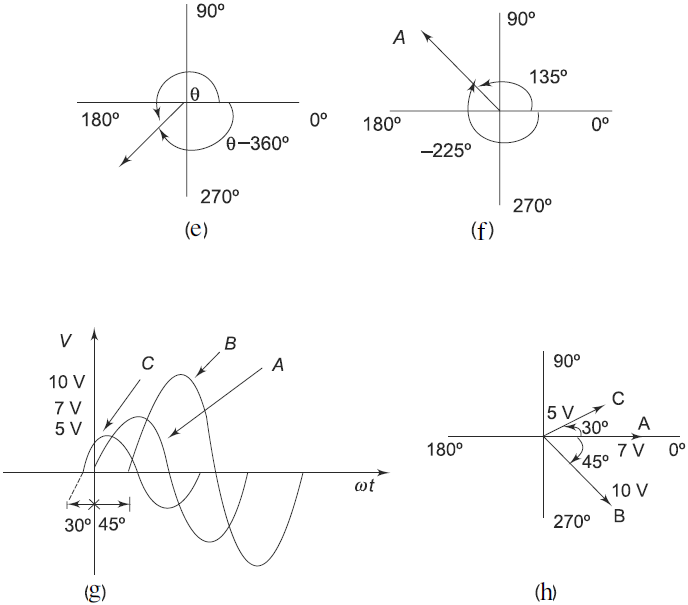 90º
θ
180º
0º
θ–360º
270º
(e)
90º
A
135º
180º
0º
–225º
270º
(f)
V
B
C
A
10 V
7 V
5 V
ωt
30º 45º
(g)
90º
C
5 V
30º
A
180º
7 V
0º
45º
10 V
B
270º
(h)